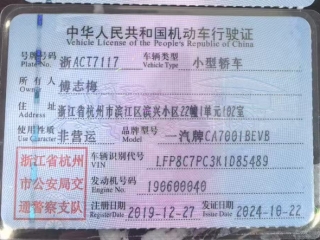 中华人民共和国机动车行驶证
Vehicle License of the People's Republic of China
号牌号码 浙ACT7117 车辆类型 小型轿车
Plate No. Vehicle Type
所有人 傅志梅
Owner
住址 浙江省杭州市滨江区滨兴小区22幢1单元102室
Address
使用性质 非营运 品牌型号 一汽牌CA7001BEVB
Use Character Model
浙江省杭州市公安局交通警察支队
车辆识别代号 LFP8C7PC3K1D85489
VIN
发动机号码 190600040
Engine No.
注册日期 2019-12-27 发证日期 2024-10-22
Register Date Issue Date